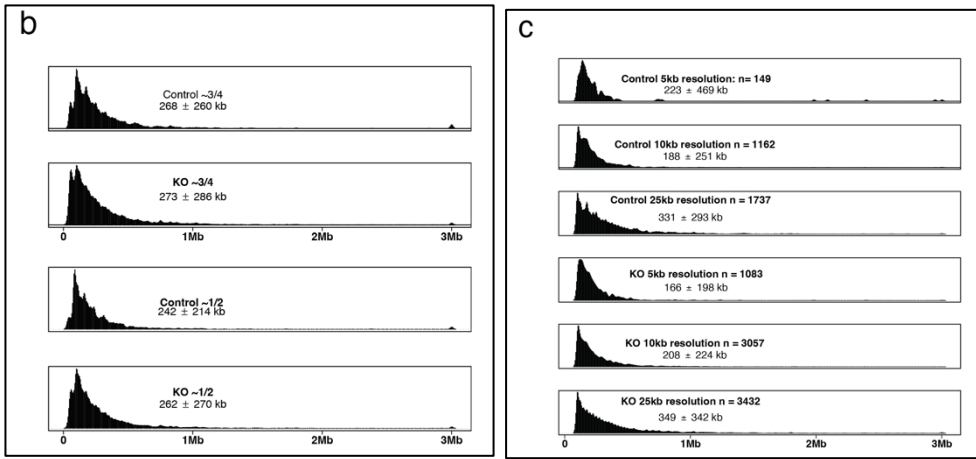 b
Control ~3/4
268 ± 260 kb
KO ~3/4
273 ± 286 kb
0 1Mb 2Mb 3Mb
Control ~1/2
242 ± 214 kb
KO ~1/2
262 ± 270 kb
0 1Mb 2Mb 3Mb
c
Control 5kb resolution: n= 149
223 ± 469 kb
Control 10kb resolution n = 1162
188 ± 251 kb
Control 25kb resolution n = 1737
331 ± 293 kb
KO 5kb resolution n = 1083
166 ± 198 kb
KO 10kb resolution n = 3057
208 ± 224 kb
KO 25kb resolution n = 3432
349 ± 342 kb
0 1Mb 2Mb 3Mb